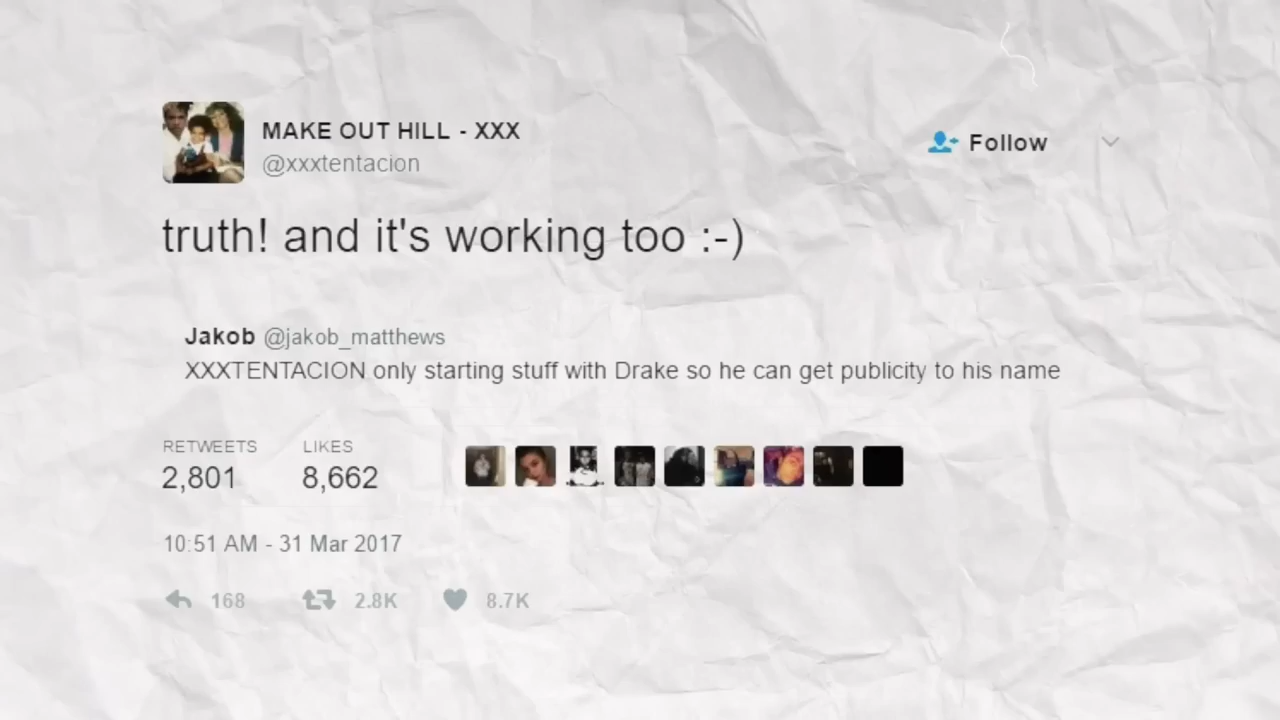 MAKE OUT HILL - XXX
@xxxtentacion
Follow
truth! and it's working too :-)
Jakob @jakob_matthews
XXXTENTACION only starting stuff with Drake so he can get publicity to his name
RETWEETS LIKES
2,801 8,662
10:51 AM - 31 Mar 2017
168 2.8K 8.7K